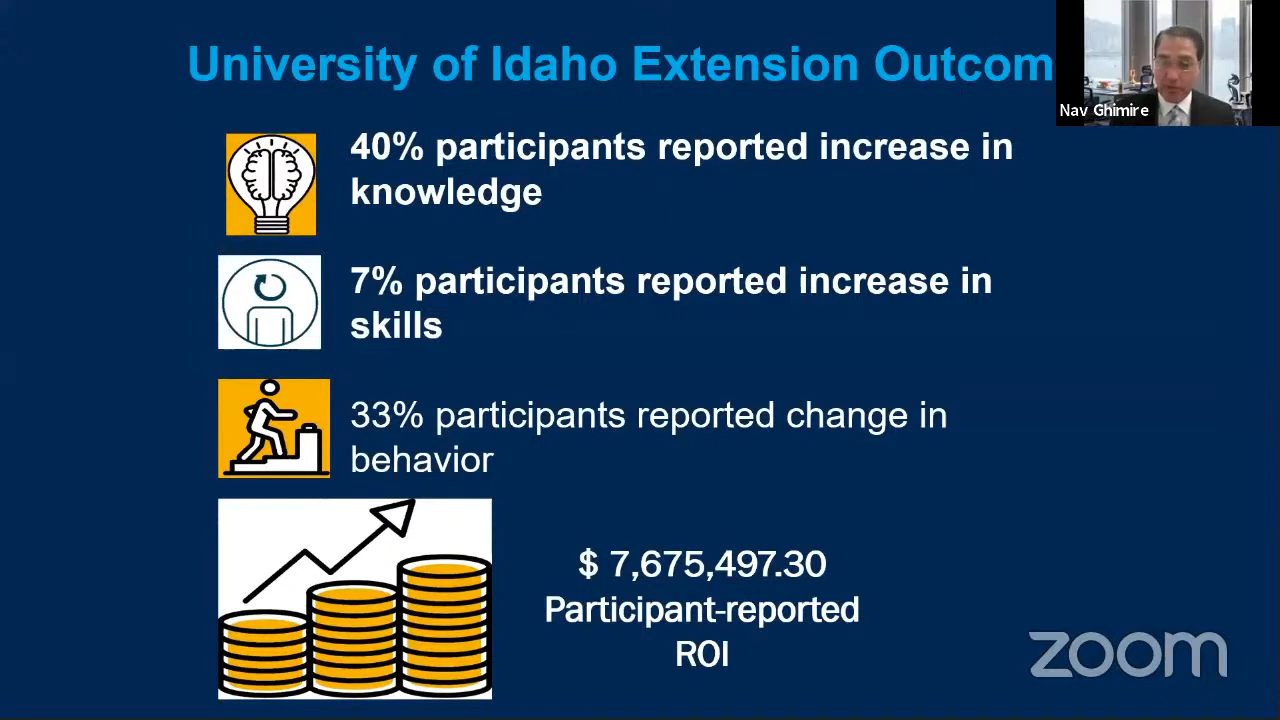 University of Idaho Extension Outcom
Nav Ghimire
40% participants reported increase in
knowledge
7% participants reported increase in
skills
33% participants reported change in
behavior
$ 7,675,497.30
Participant-reported
ROI
zoom